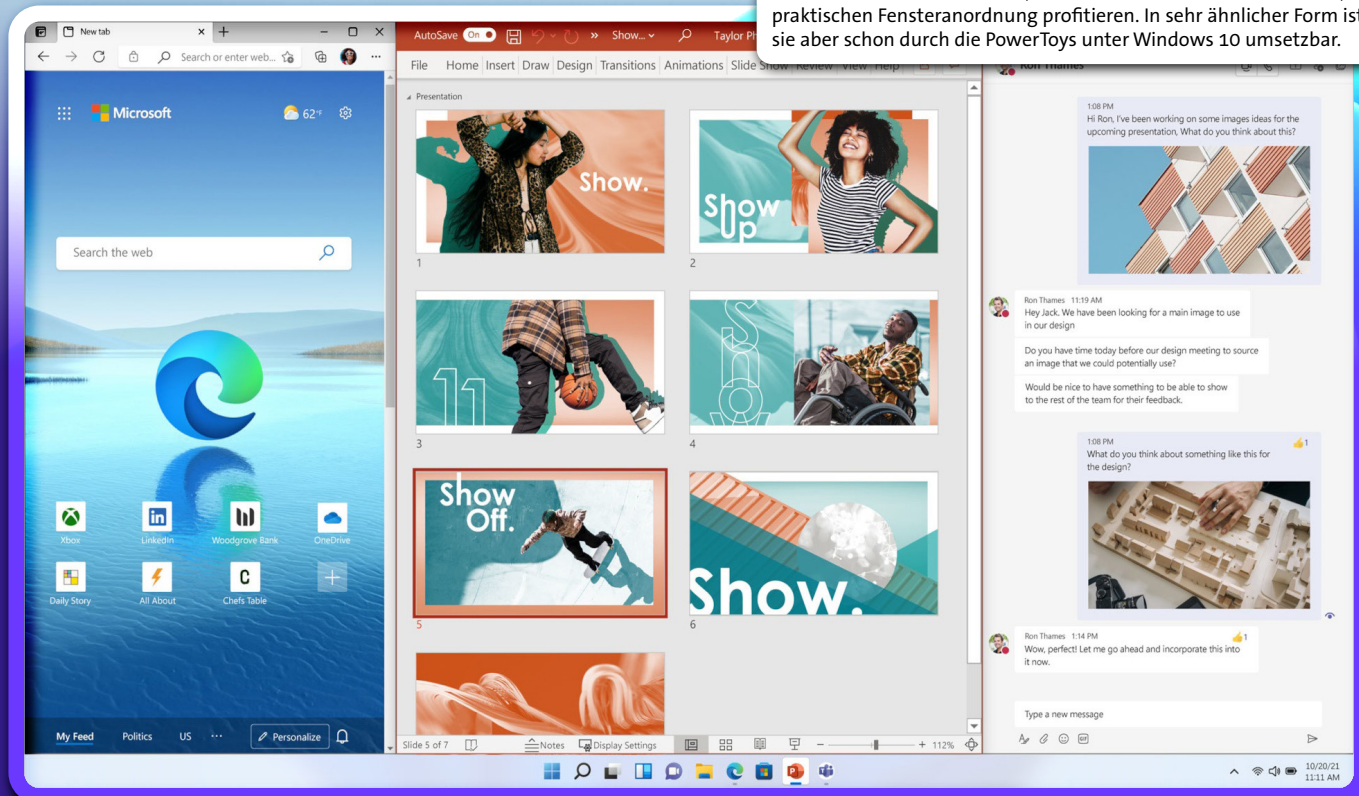 praktischen Fensteranordnung profitieren. In sehr ähnlicher Form ist
sie aber schon durch die PowerToys unter Windows 10 umsetzbar.
New tab
Search or enter web...
Microsoft
62°F
Search the web
Xbox
LinkedIn
Woodgrove Bank
OneDrive
Daily Story
All About
Chefs Table
My Feed Politics US ... Personalize
AutoSave On » Show... Taylor Ph
File Home Insert Draw Design Transitions Animations Slide Show Review View Help
Presentation
Show.
1
Show
Up
2
11
3
Show
4
Show
Off.
5
Show.
6
Slide 5 of 7 Notes Display Settings 112%
Ron Thames
1:08 PM
Hi Ron, I've been working on some images ideas for the
upcoming presentation, What do you think about this?
Ron Thames 11:19 AM
Hey Jack. We have been looking for a main image to use
in our design
Do you have time today before our design meeting to source
an image that we could potentially use?
Would be nice to have something to be able to show
to the rest of the team for their feedback.
1:08 PM
1
What do you think about something like this for
the design?
Ron Thames 1:14 PM
1
Wow, perfect! Let me go ahead and incorporate this into
it now.
Type a new message
GIF
10/20/21
11:11 AM